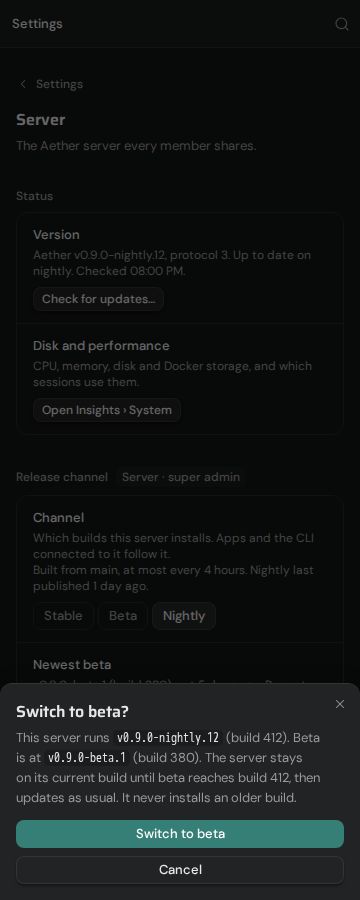 Settings
Settings
Server
The Aether server every member shares.
Status
Version
Aether v0.9.0-nightly.12, protocol 3. Up to date on
nightly. Checked 08:00 PM.
Check for updates…
Disk and performance
CPU, memory, disk and Docker storage, and which
sessions use them.
Open Insights › System
Release channel Server · super admin
Channel
Which builds this server installs. Apps and the CLI
connected to it follow it.
Built from main, at most every 4 hours. Nightly last
published 1 day ago.
Stable Beta Nightly
Newest beta
Switch to beta?
This server runs v0.9.0-nightly.12 (build 412). Beta
is at v0.9.0-beta.1 (build 380). The server stays
on its current build until beta reaches build 412, then
updates as usual. It never installs an older build.
Switch to beta
Cancel